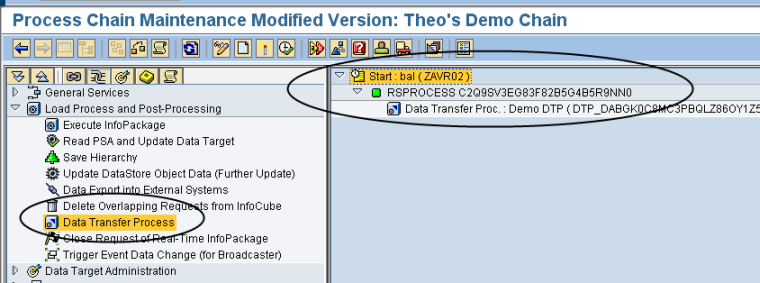 Process Chain Maintenance Modified Version: Theo's Demo Chain
General Services
Load Process and Post-Processing
Execute InfoPackage
Read PSA and Update Data Target
Save Hierarchy
Update DataStore Object Data (Further Update)
Data Export into External Systems
Delete Overlapping Requests from InfoCube
Data Transfer Process
Close Request of Real-Time InfoPackage
Trigger Event Data Change (for Broadcaster)
Data Target Administration
Start : bal ( ZAVR02 )
RSPROCESS C2Q9SV3EG83F82B5G4B5R9NN0
Data Transfer Proc. : Demo DTP (